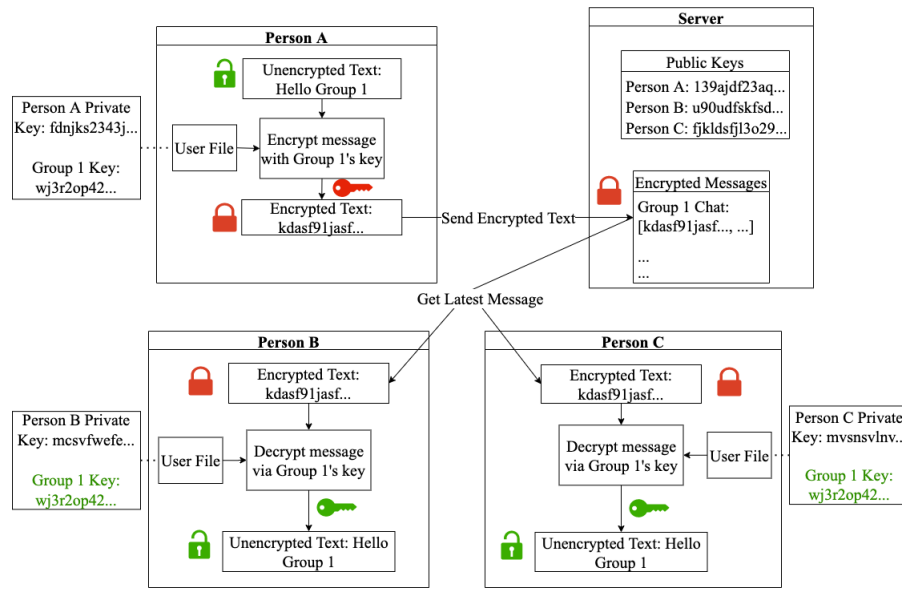 Person A
Unencrypted Text:
Hello Group 1
Person A Private
Key: fdnjks2343j...
Group 1 Key:
wj3r2op42...
User File
Encrypt message
with Group 1's key
Encrypted Text:
kdasf91jasf...
Send Encrypted Text
Server
Public Keys
Person A: 139ajdf23aq...
Person B: u90udfskfsd...
Person C: fjkldsfjl3o29...
Encrypted Messages
Group 1 Chat:
[kdasf91jasf..., ...]
...
...
Get Latest Message
Person B
Encrypted Text:
kdasf91jasf...
Person B Private
Key: mcsvfwefe...
Group 1 Key:
wj3r2op42...
User File
Decrypt message
via Group 1's key
Unencrypted Text: Hello
Group 1
Person C
Encrypted Text:
kdasf91jasf...
Decrypt message
via Group 1's key
User File
Person C Private
Key: mvsnsvlnv..
Group 1 Key:
wj3r2op42...
Unencrypted Text: Hello
Group 1